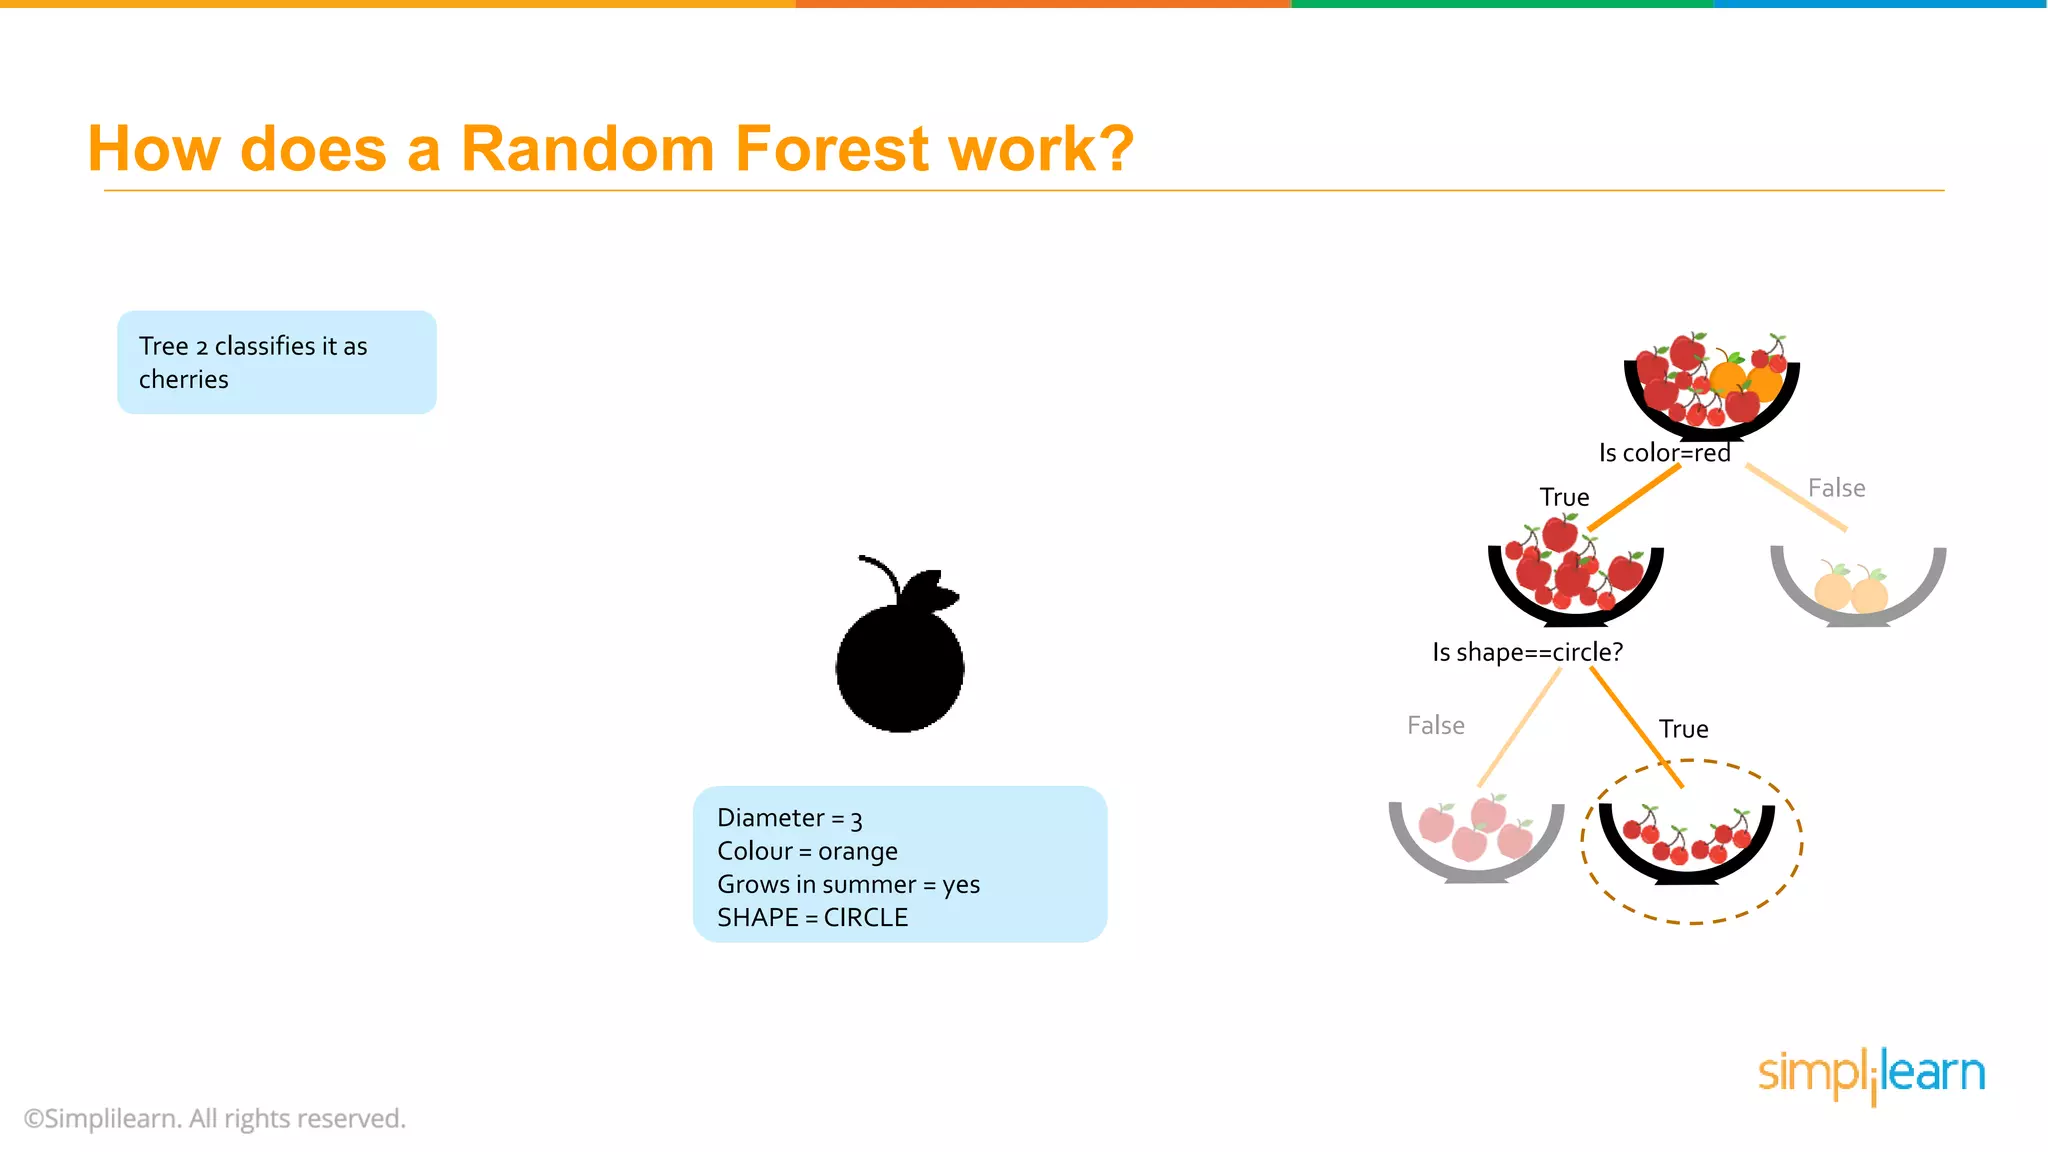 How does a Random Forest work?
Tree 2 classifies it as
cherries
Is color=red
True
False
Is shape==circle?
False
True
Diameter = 3
Colour = orange
Grows in summer = yes
SHAPE = CIRCLE
simplilearn
©Simplilearn. All rights reserved.